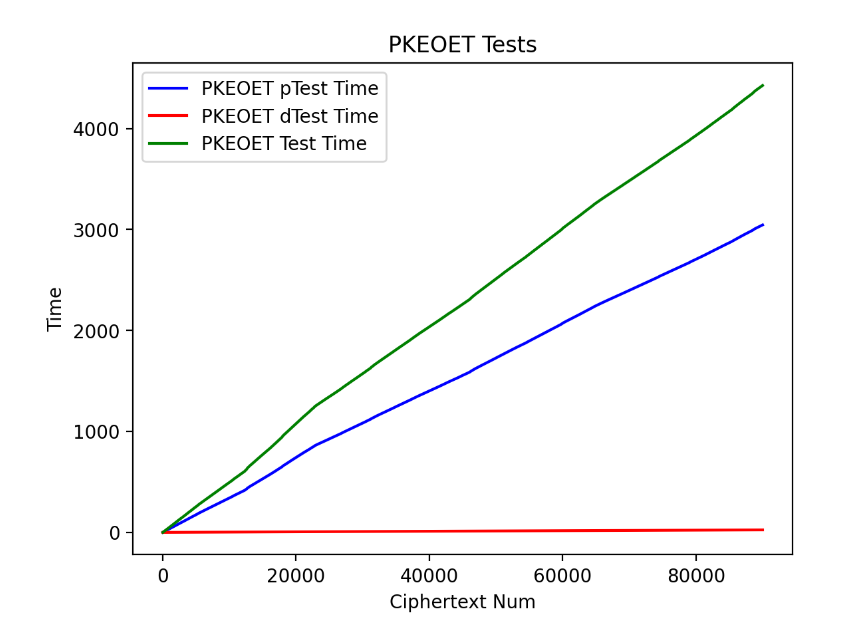 PKEOET Tests
PKEOET pTest Time
PKEOET dTest Time
PKEOET Test Time
4000
3000
2000
1000
0
Time
0 20000 40000 60000 80000
Ciphertext Num